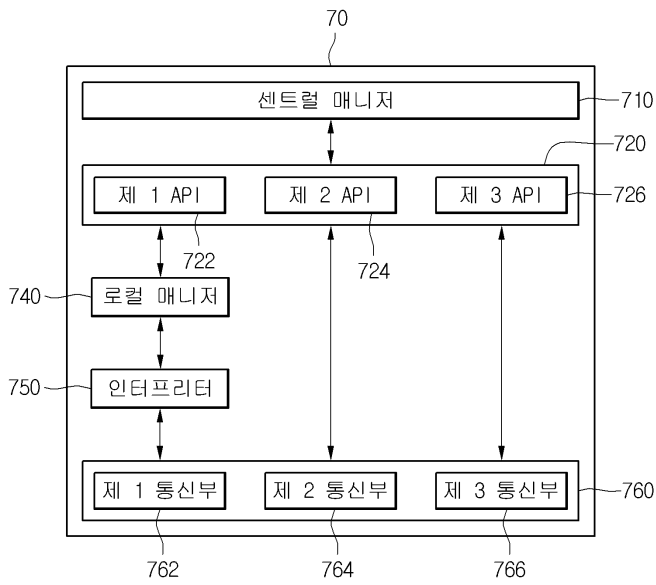 70
센트럴 매니저
710
720
제 1 API
제 2 API
제 3 API
726
722
724
740
로컬 매니저
750
인터프리터
제 1 통신부
제 2 통신부
제 3 통신부
760
762
764
766